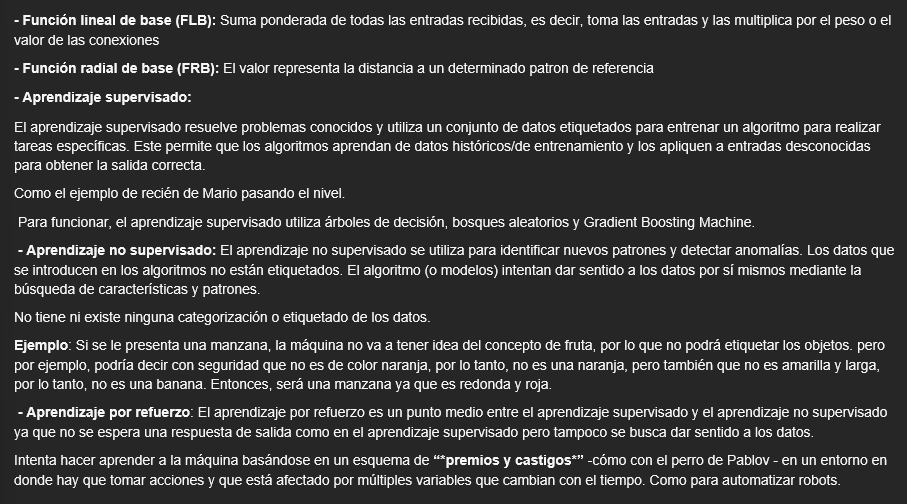 - Función lineal de base (FLB): Suma ponderada de todas las entradas recibidas, es decir, toma las entradas y las multiplica por el peso o el
valor de las conexiones
- Función radial de base (FRB): El valor representa la distancia a un determinado patron de referencia
- Aprendizaje supervisado:
El aprendizaje supervisado resuelve problemas conocidos y utiliza un conjunto de datos etiquetados para entrenar un algoritmo para realizar
tareas específicas. Este permite que los algoritmos aprendan de datos históricos/de entrenamiento y los apliquen a entradas desconocidas
para obtener la salida correcta.
Como el ejemplo de recién de Mario pasando el nivel.
Para funcionar, el aprendizaje supervisado utiliza árboles de decisión, bosques aleatorios y Gradient Boosting Machine.
- Aprendizaje no supervisado: El aprendizaje no supervisado se utiliza para identificar nuevos patrones y detectar anomalías. Los datos que
se introducen en los algoritmos no están etiquetados. El algoritmo (o modelos) intentan dar sentido a los datos por sí mismos mediante la
búsqueda de características y patrones.
No tiene ni existe ninguna categorización o etiquetado de los datos.
Ejemplo: Si se le presenta una manzana, la máquina no va a tener idea del concepto de fruta, por lo que no podrá etiquetar los objetos. pero
por ejemplo, podría decir con seguridad que no es de color naranja, por lo tanto, no es una naranja, pero también que no es amarilla y larga,
por lo tanto, no es una banana. Entonces, será una manzana ya que es redonda y roja.
- Aprendizaje por refuerzo: El aprendizaje por refuerzo es un punto medio entre el aprendizaje supervisado y el aprendizaje no supervisado
ya que no se espera una respuesta de salida como en el aprendizaje supervisado pero tampoco se busca dar sentido a los datos.
Intenta hacer aprender a la máquina basándose en un esquema de “*premios y castigos*” -cómo con el perro de Pablov - en un entorno en
donde hay que tomar acciones y que está afectado por múltiples variables que cambian con el tiempo. Como para automatizar robots.